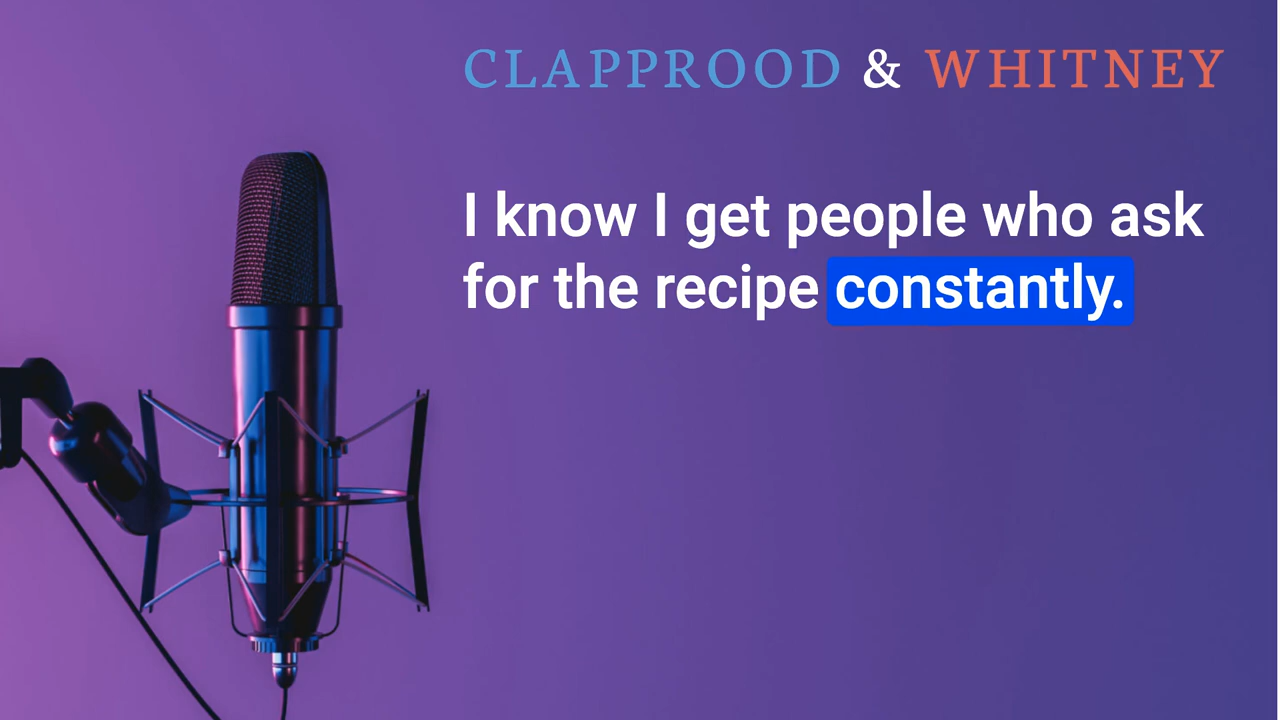 CLAPPROOD & WHITNEY
I know I get people who ask
for the recipe constantly.